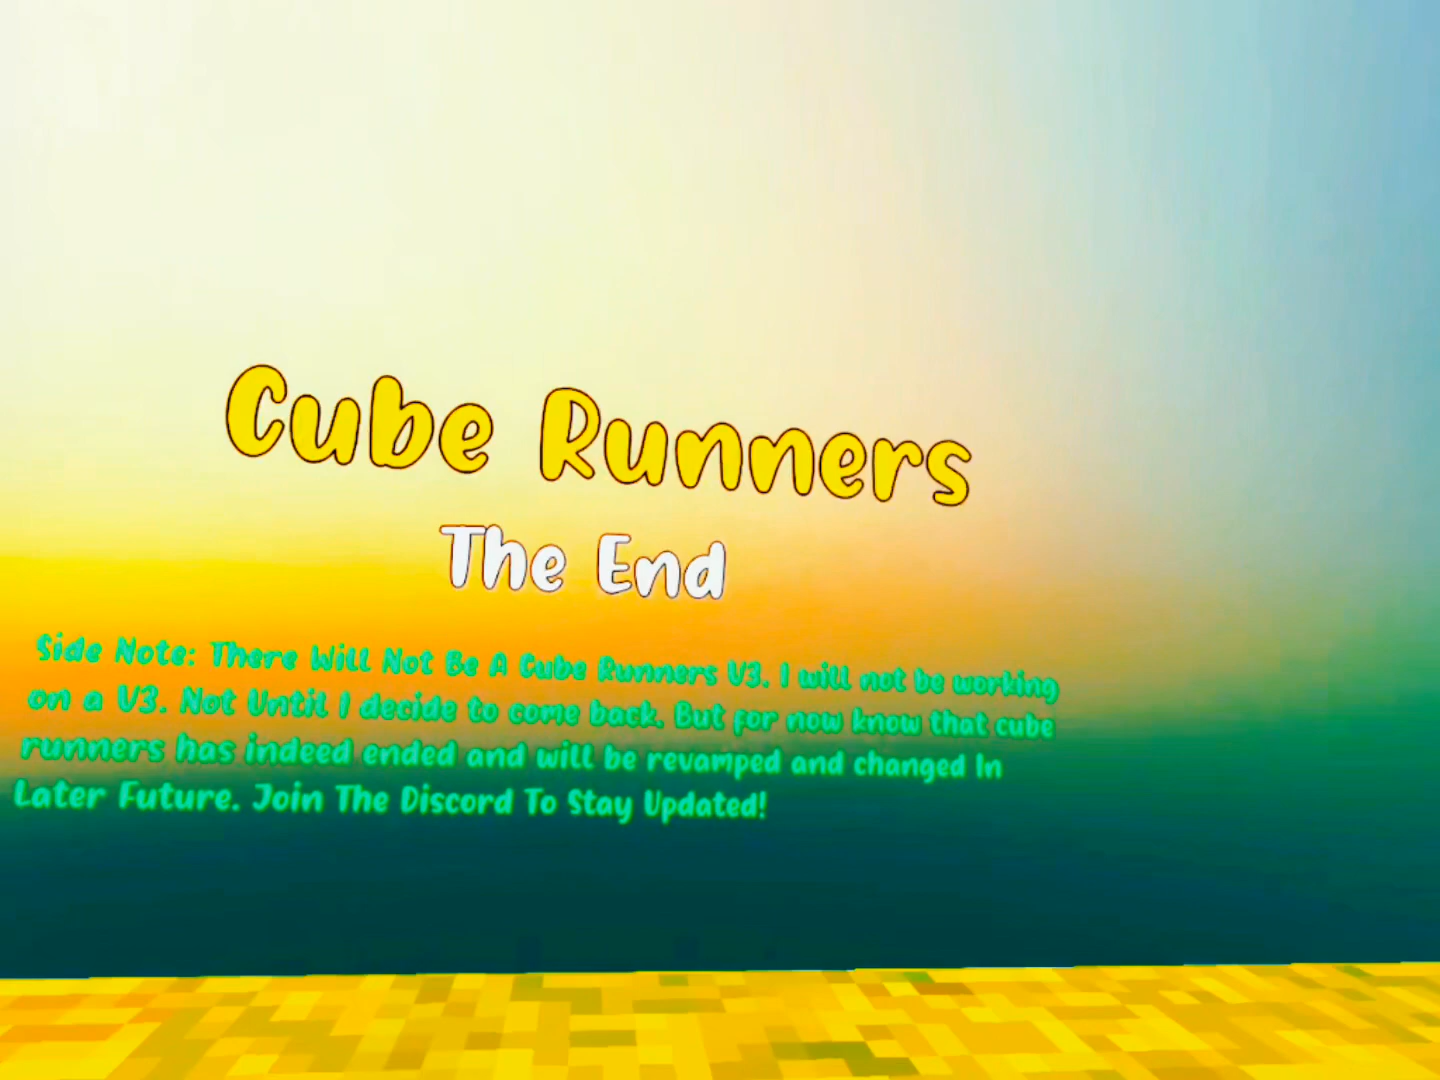 Cube Runners
The End
Side Note: There Will Not Be A Cube Runners V3. I will not be working
on a V3. Not Until I decide to come back. But for now know that cube
runners has indeed ended and will be revamped and changed In
Later Future. Join The Discord To Stay Updated!